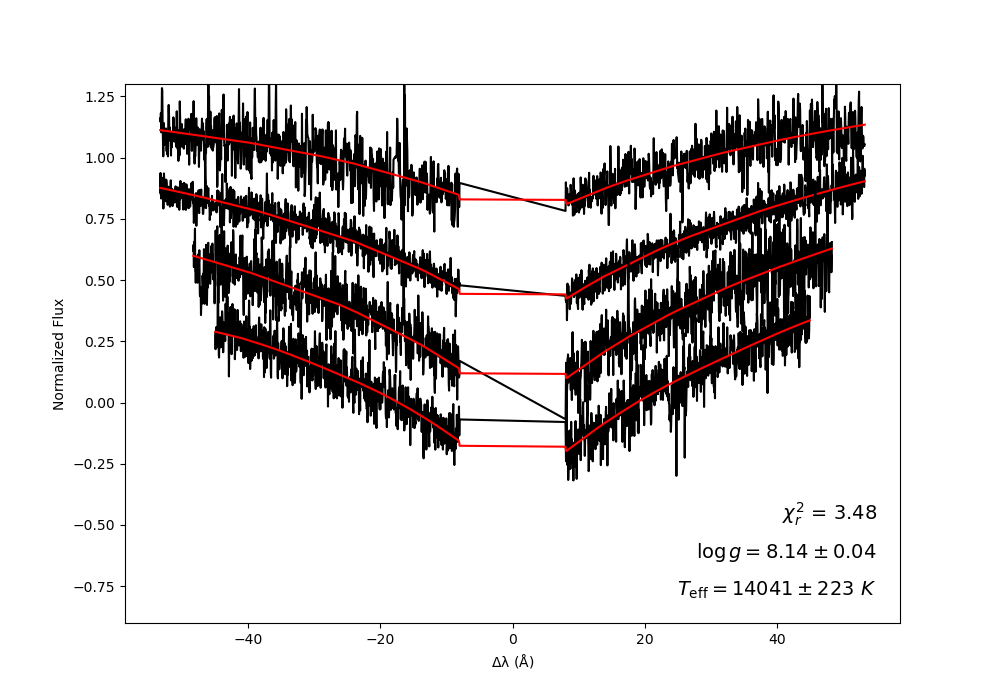 1.25
1.00
0.75
0.50
0.25
0.00
−0.25
−0.50
−0.75
Normalized Flux
−40
−20
0
20
40
Δλ (Å)
χ²ᵣ = 3.48
log g = 8.14 ± 0.04
T_eff = 14041 ± 223 K